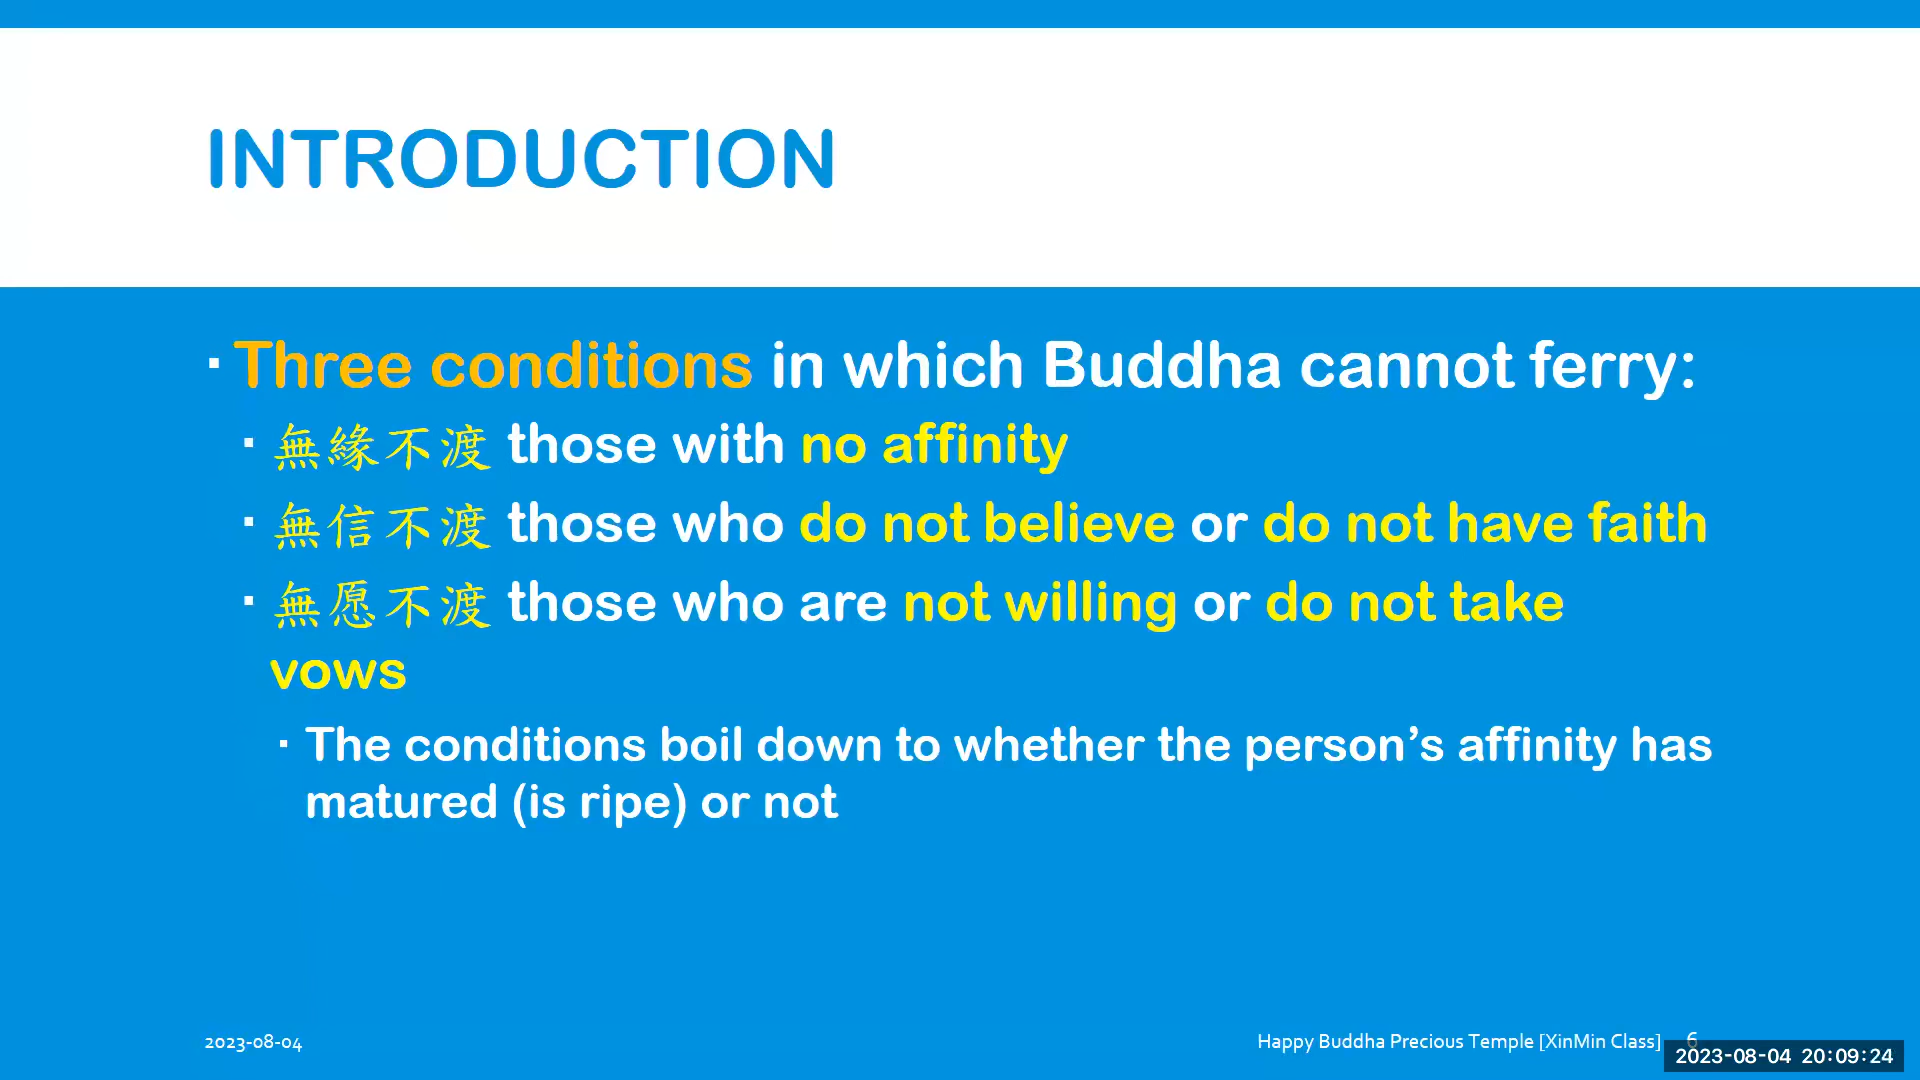 INTRODUCTION
▪ Three conditions in which Buddha cannot ferry:
▪ 無緣不渡 those with no affinity
▪ 無信不渡 those who do not believe or do not have faith
▪ 無愿不渡 those who are not willing or do not take
vows
▪ The conditions boil down to whether the person’s affinity has
matured (is ripe) or not
2023-08-04
Happy Buddha Precious Temple [XinMin Class] 6
2023-08-04 20:09:24